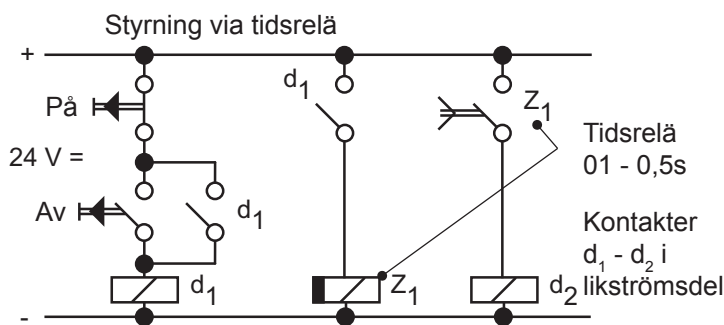 Styrning via tidsrelä
+
På
24 V =
Av
d₁
d₁
d₁
Z₁
Z₁
d₂
Tidsrelä
01 - 0,5s
Kontakter
d₁ - d₂ i
likströmsdel
-